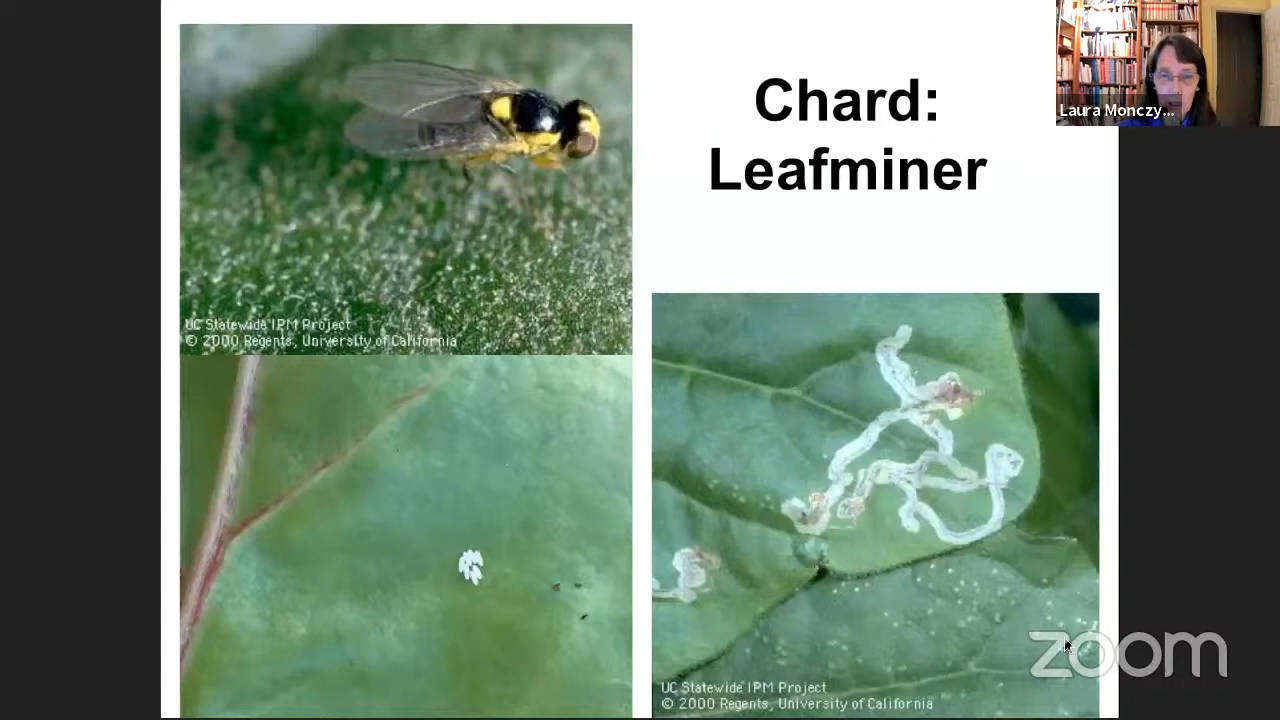 Chard:
Leafminer
Laura Monczy...
UC Statewide IPM Project
© 2000 Regents, University of California
UC Statewide IPM Project
© 2000 Regents, University of California
zoom